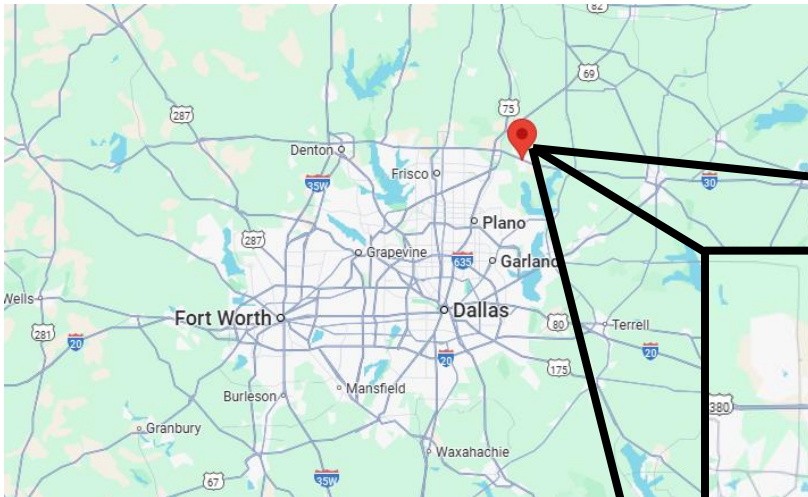 82
69
75
287
Denton
35W
Frisco
30
Plano
287
Grapevine
635
Garland
Wells
Fort Worth
Dallas
281
20
80
Terrell
20
20
175
Burleson
Mansfield
380
Granbury
Waxahachie
67
35W